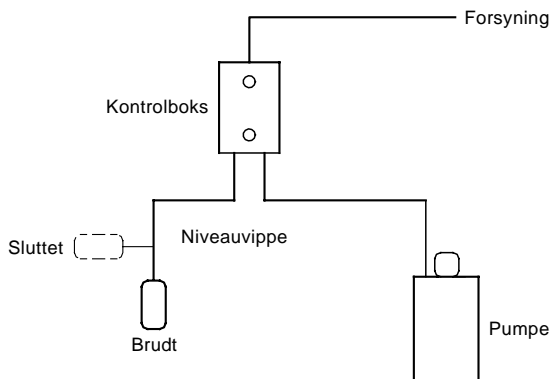 Forsyning
Kontrolboks
Niveauvippe
Sluttet
Brudt
Pumpe